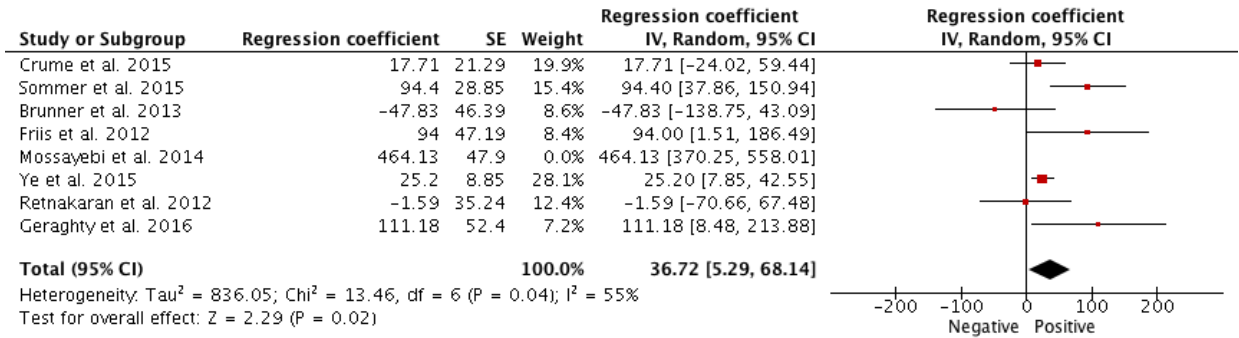 Regression coefficient Regression coefficient
Study or Subgroup Regression coefficient SE Weight IV, Random, 95% CI IV, Random, 95% CI
Crume et al. 2015 17.71 21.29 19.9% 17.71 [−24.02, 59.44]
Sommer et al. 2015 94.4 28.85 15.4% 94.40 [37.86, 150.94]
Brunner et al. 2013 −47.83 46.39 8.6% −47.83 [−138.75, 43.09]
Friis et al. 2012 94 47.19 8.4% 94.00 [1.51, 186.49]
Mossayebi et al. 2014 464.13 47.9 0.0% 464.13 [370.25, 558.01]
Ye et al. 2015 25.2 8.85 28.1% 25.20 [7.85, 42.55]
Retnakaran et al. 2012 −1.59 35.24 12.4% −1.59 [−70.66, 67.48]
Geraghty et al. 2016 111.18 52.4 7.2% 111.18 [8.48, 213.88]
Total (95% CI) 100.0% 36.72 [5.29, 68.14]
Heterogeneity: Tau² = 836.05; Chi² = 13.46, df = 6 (P = 0.04); I² = 55%
Test for overall effect: Z = 2.29 (P = 0.02)
−200 −100 0 100 200
Negative Positive